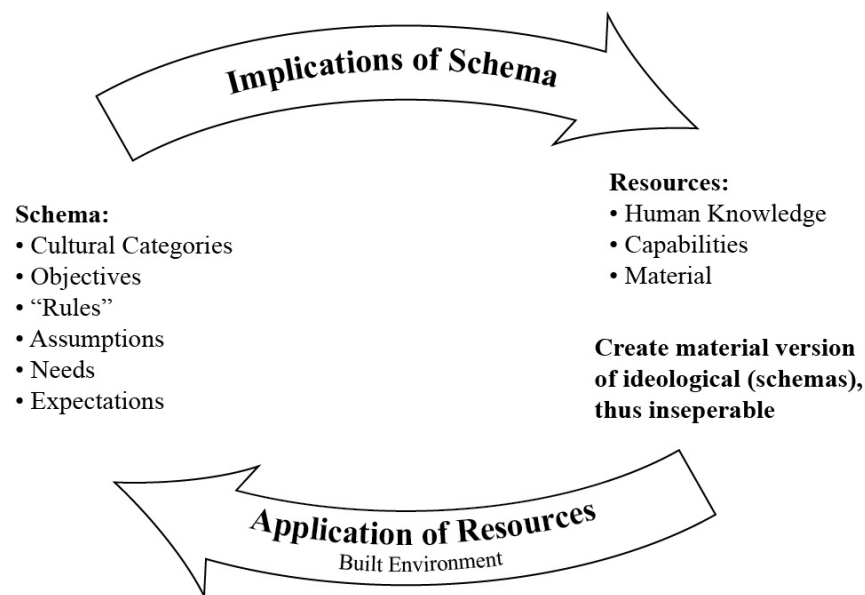 Implications of Schema
Schema:
• Cultural Categories
• Objectives
• “Rules”
• Assumptions
• Needs
• Expectations
Resources:
• Human Knowledge
• Capabilities
• Material
Create material version
of ideological (schemas),
thus inseperable
Application of Resources
Built Environment